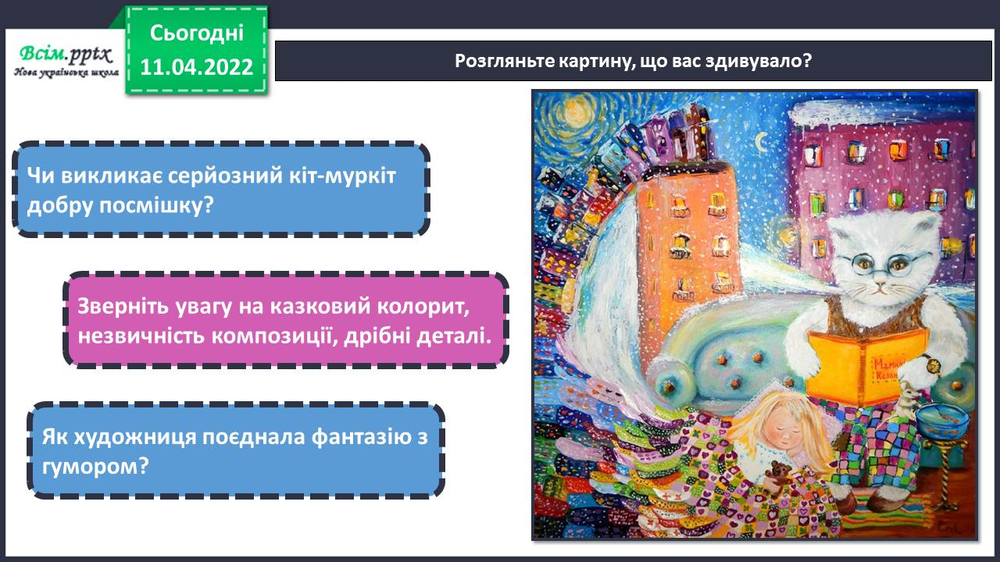 Всім.pptx
Нова українська школа
Сьогодні
11.04.2022
Розгляньте картину, що вас здивувало?
Чи викликає серйозний кіт-муркіт
добру посмішку?
Зверніть увагу на казковий колорит,
незвичність композиції, дрібні деталі.
Як художниця поєднала фантазію з
гумором?
Мамині
Казки